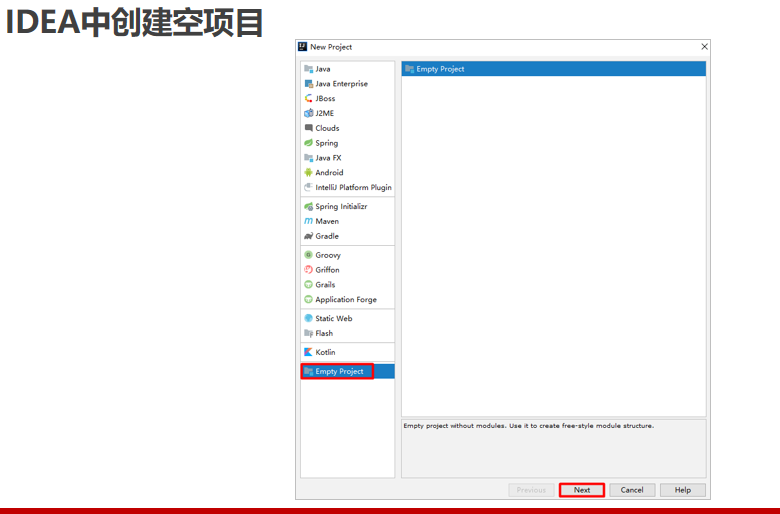 IDEA中创建空项目
New Project
Java
Java Enterprise
JBoss
J2ME
Clouds
Spring
Java FX
Android
IntelliJ Platform Plugin
Spring Initializr
Maven
Gradle
Groovy
Griffon
Grails
Application Forge
Static Web
Flash
Kotlin
Empty Project
Empty Project
Empty project without modules. Use it to create free-style module structure.
Previous
Next
Cancel
Help